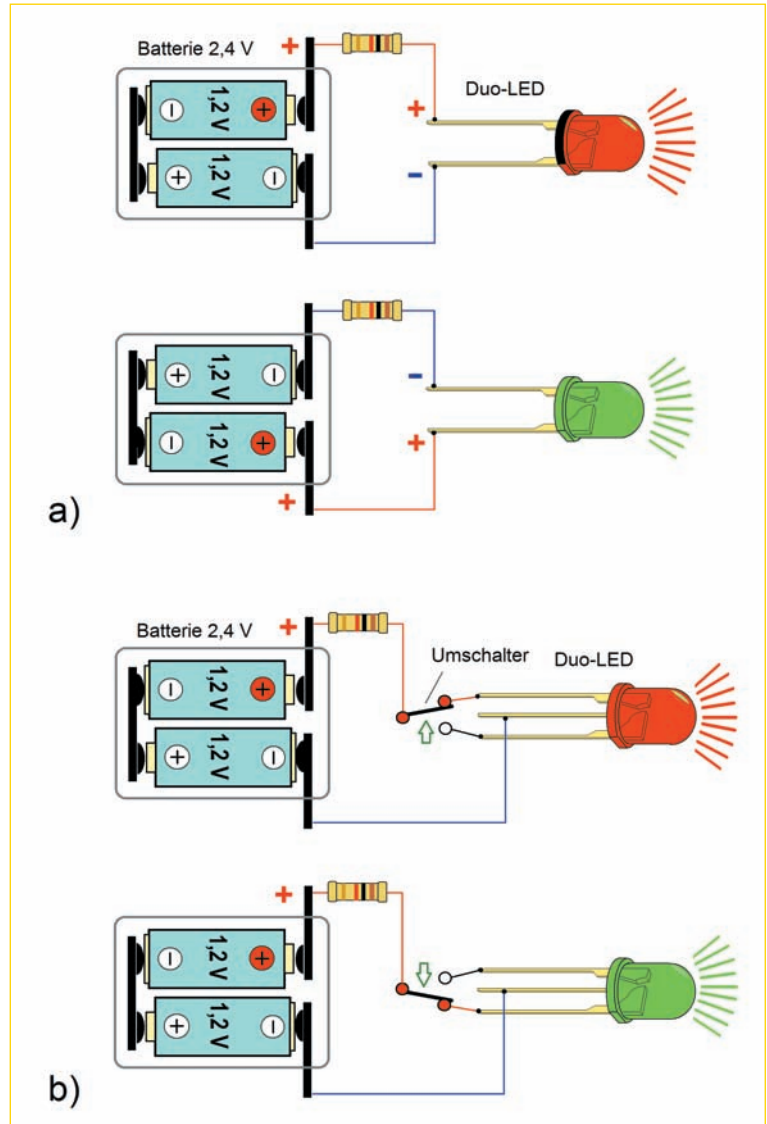 Batterie 2,4 V
+
Duo-LED
− 1,2 V +
+
+ 1,2 V −
−
+ 1,2 V −
−
− 1,2 V +
+
+
a)
Batterie 2,4 V
+
Umschalter
Duo-LED
− 1,2 V +
+ 1,2 V −
+
− 1,2 V +
+ 1,2 V −
b)